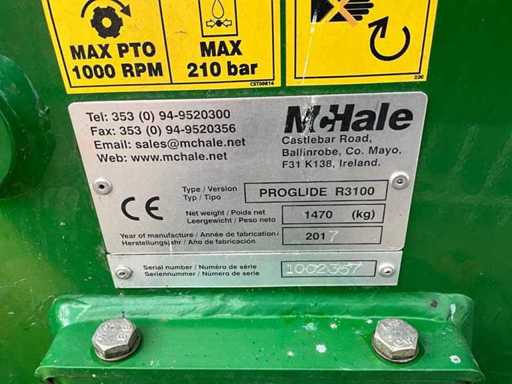 MAX PTO
1000 RPM
MAX
210 bar
Tel: 353 (0) 94-9520300
Fax: 353 (0) 94-9520356
Email: sales@mchale.net
Web: www.mchale.net
McHale
Castlebar Road,
Ballinrobe, Co. Mayo,
F31 K138, Ireland.
Type / Version
Typ / Tipo
PROGLIDE R3100
CE
Net weight / Poids net
Leergewicht / Peso neto
1470 (kg)
Year of manufacture / Année de fabrication
Herstellungsjahr / Año de fabricación
2017
Serial number / Numéro de série
Seriennummer / Numéro de serie
1002357